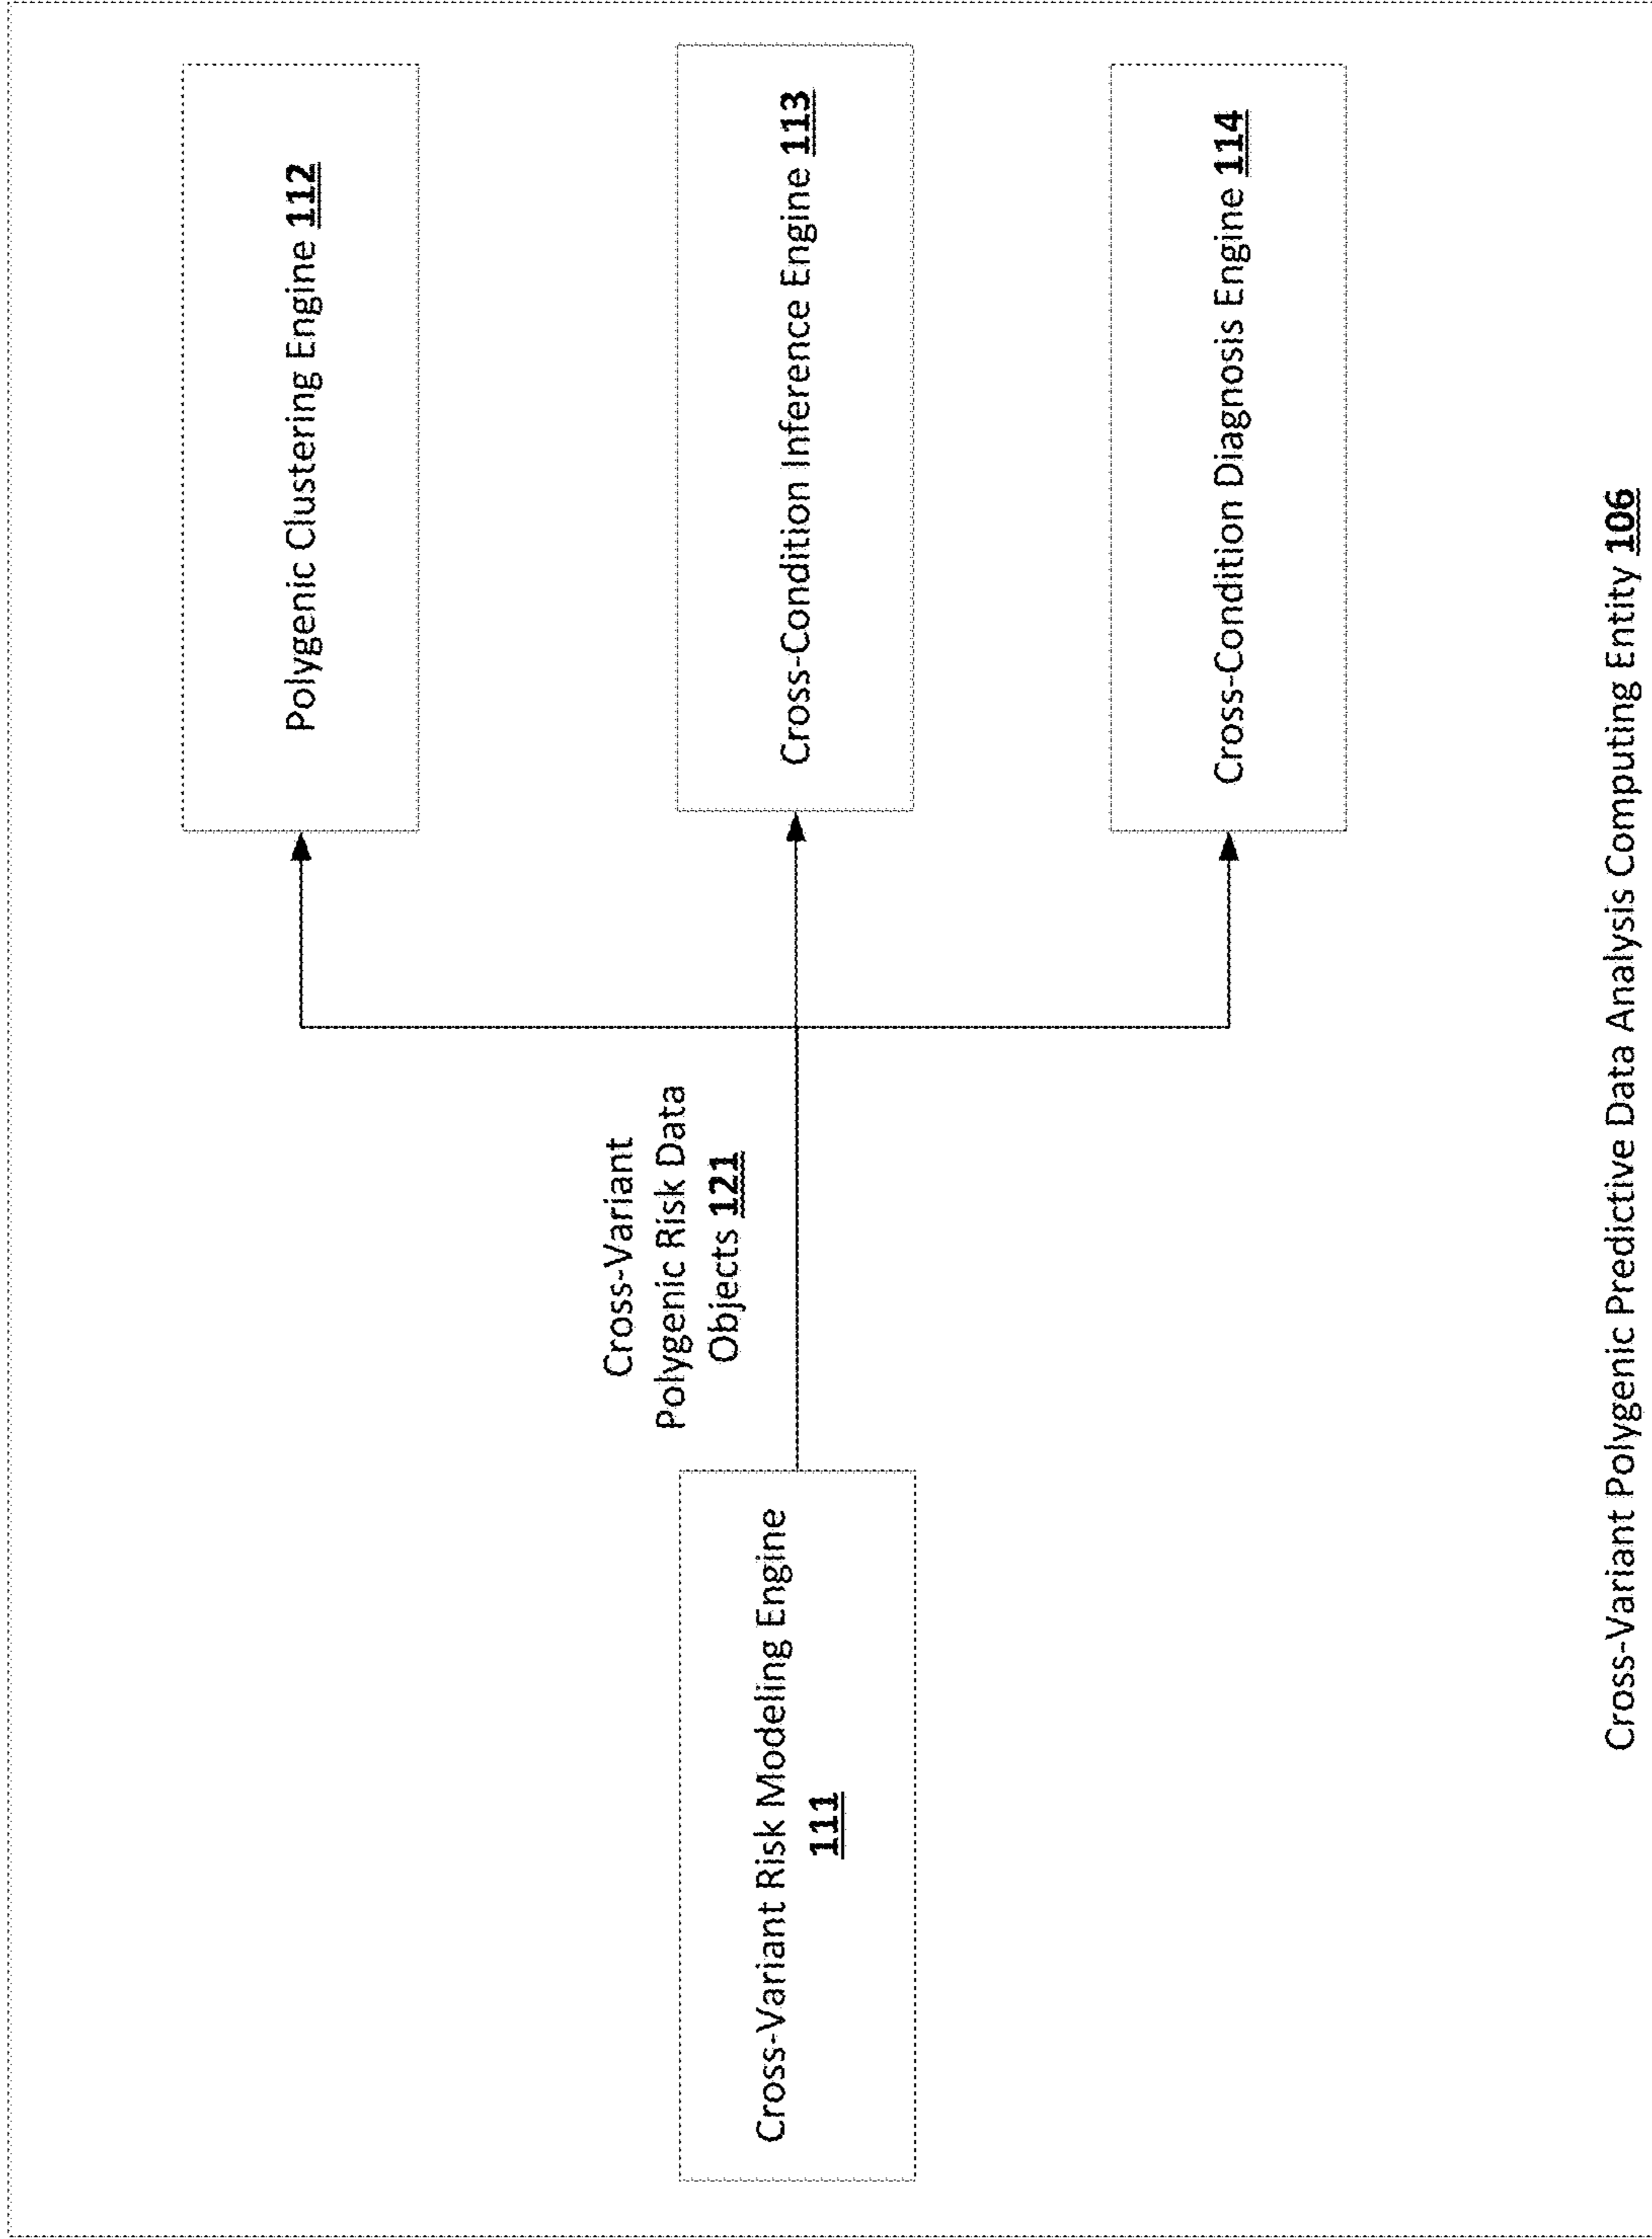 Cross-Variant Risk Modeling Engine
111
Cross-Variant
Polygenic Risk Data
Objects 121
Polygenic Clustering Engine 112
Cross-Condition Inference Engine 113
Cross-Condition Diagnosis Engine 114
Cross-Variant Polygenic Predictive Data Analysis Computing Entity 106